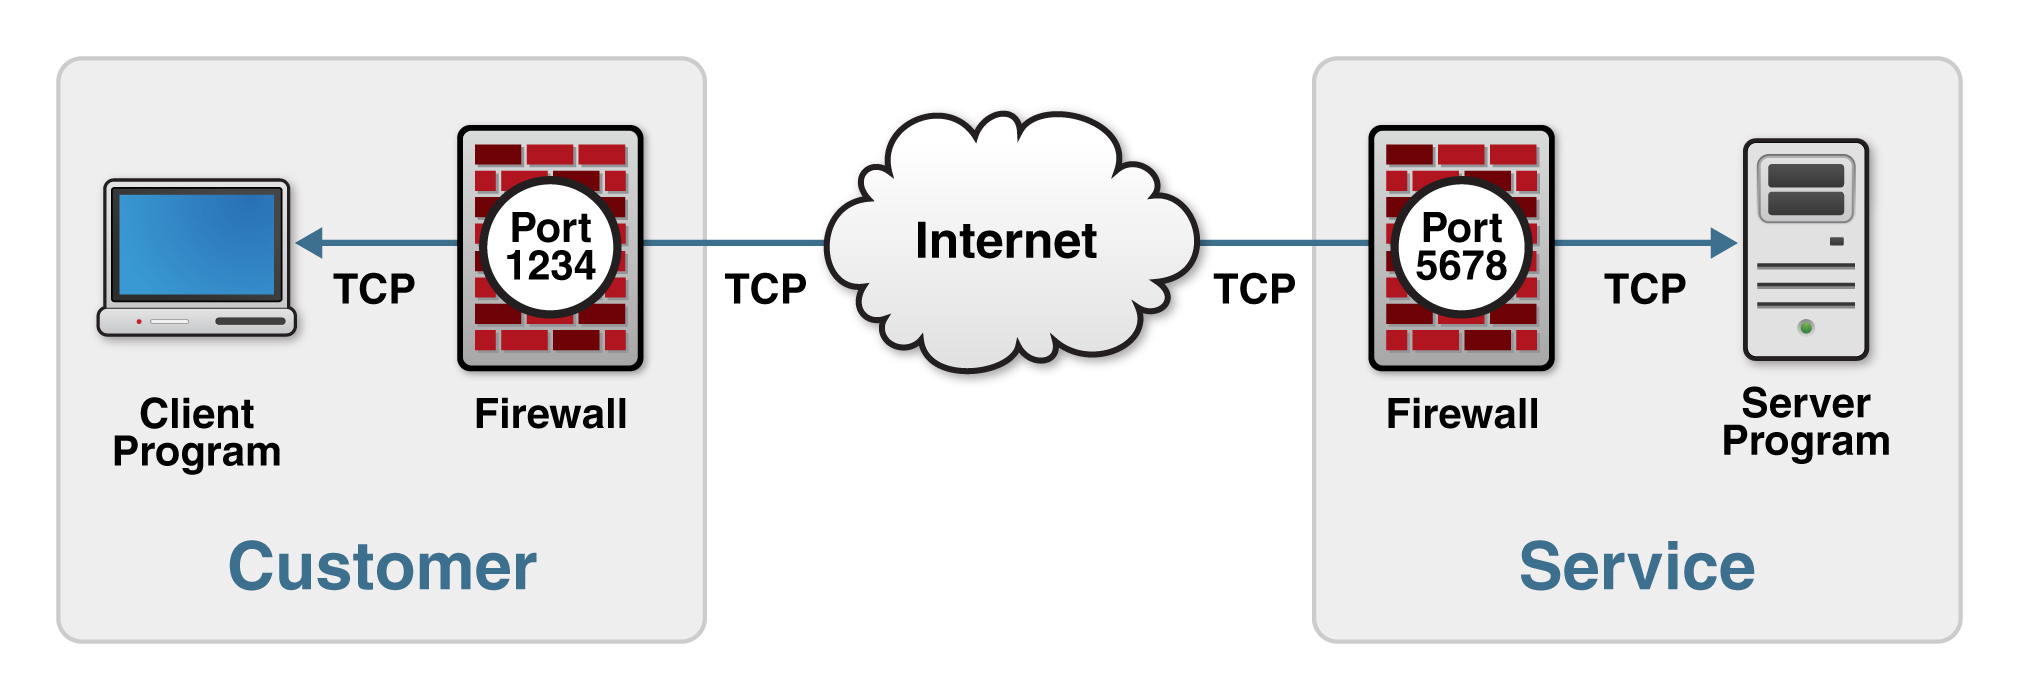 Port
1234
TCP
TCP
Internet
TCP
Port
5678
TCP
Client
Program
Firewall
Firewall
Server
Program
Customer
Service